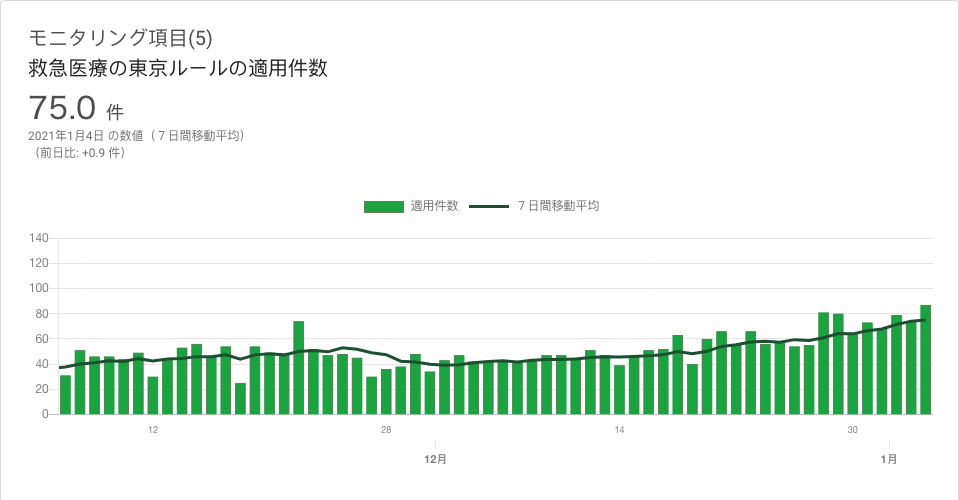 モニタリング項目(5)
救急医療の東京ルールの適用件数
75.0 件
2021年1月4日 の数値（７日間移動平均）
（前日比: +0.9 件）
適用件数 ７日間移動平均
140
120
100
80
60
40
20
0
12 28 14 30
12月 1月